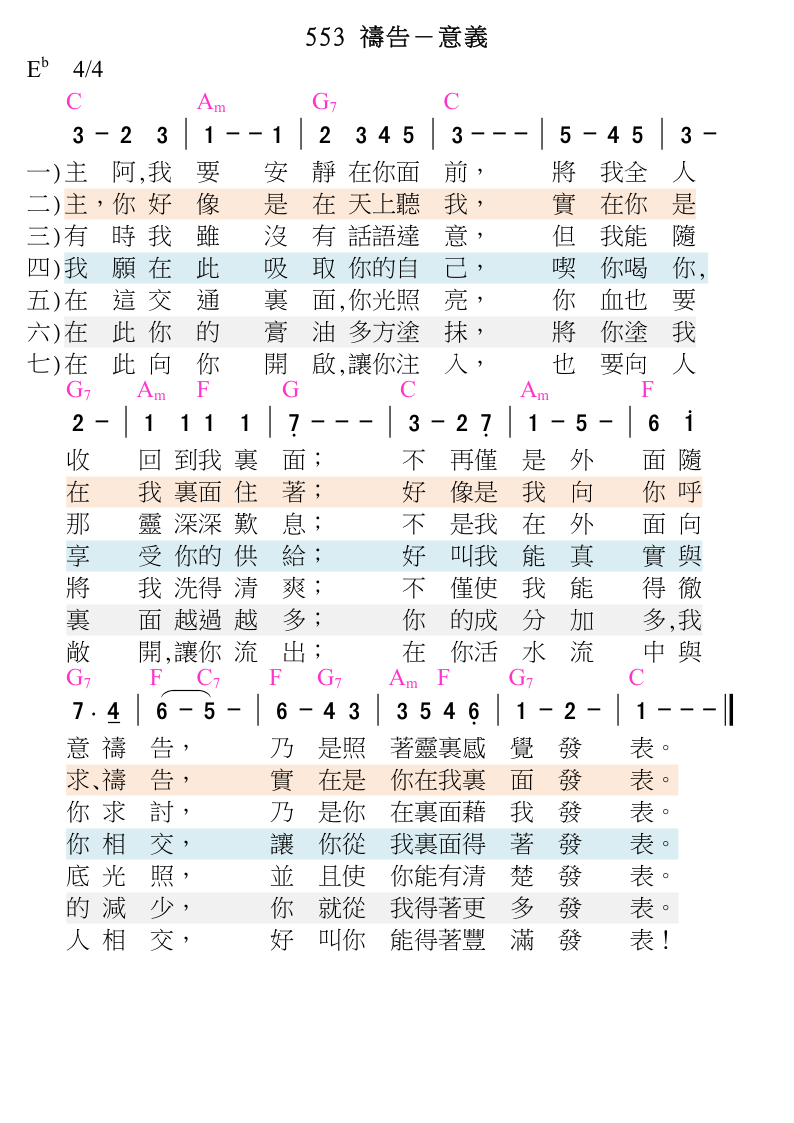 553 禱告－意義
E♭ 4/4
C Am G7 C
3 － 2 3 | 1 － － 1 | 2 3 4 5 | 3 － － － | 5 － 4 5 | 3 －
一)主 阿,我 要 安 靜 在你面 前， 將 我全 人
二)主，你 好 像 是 在 天上聽 我， 實 在你 是
三)有 時 我 雖 沒 有 話語達 意， 但 我能 隨
四)我 願 在 此 吸 取 你的自 己， 喫 你喝 你,
五)在 這 交 通 裏 面,你光照 亮， 你 血也 要
六)在 此 你 的 膏 油 多方塗 抹， 將 你塗 我
七)在 此 向 你 開 啟,讓你注 入， 也 要向 人
G7 Am F G C Am F
2 － | 1 1 1 1 | 7̣ － － － | 3 － 2 7̣ | 1 － 5 － | 6 1̇
收 回 到我 裏 面； 不 再僅 是 外 面 隨
在 我 裏面 住 著； 好 像是 我 向 你 呼
那 靈 深深 歎 息； 不 是我 在 外 面 向
享 受 你的 供 給； 好 叫我 能 真 實 與
將 我 洗得 清 爽； 不 僅使 我 能 得 徹
裏 面 越過 越 多； 你 的成 分 加 多,我
敞 開,讓你 流 出； 在 你活 水 流 中 與
G7 F C7 F G7 Am F G7 C
7 · 4 | 6 － 5 － | 6 － 4 3 | 3 5 4 6̣ | 1 － 2 － | 1 － － －
意 禱 告， 乃 是照 著靈裏感 覺 發 表。
求、禱 告， 實 在是 你在我裏 面 發 表。
你 求 討， 乃 是你 在裏面藉 我 發 表。
你 相 交， 讓 你從 我裏面得 著 發 表。
底 光 照， 並 且使 你能有清 楚 發 表。
的 減 少， 你 就從 我得著更 多 發 表。
人 相 交， 好 叫你 能得著豐 滿 發 表！